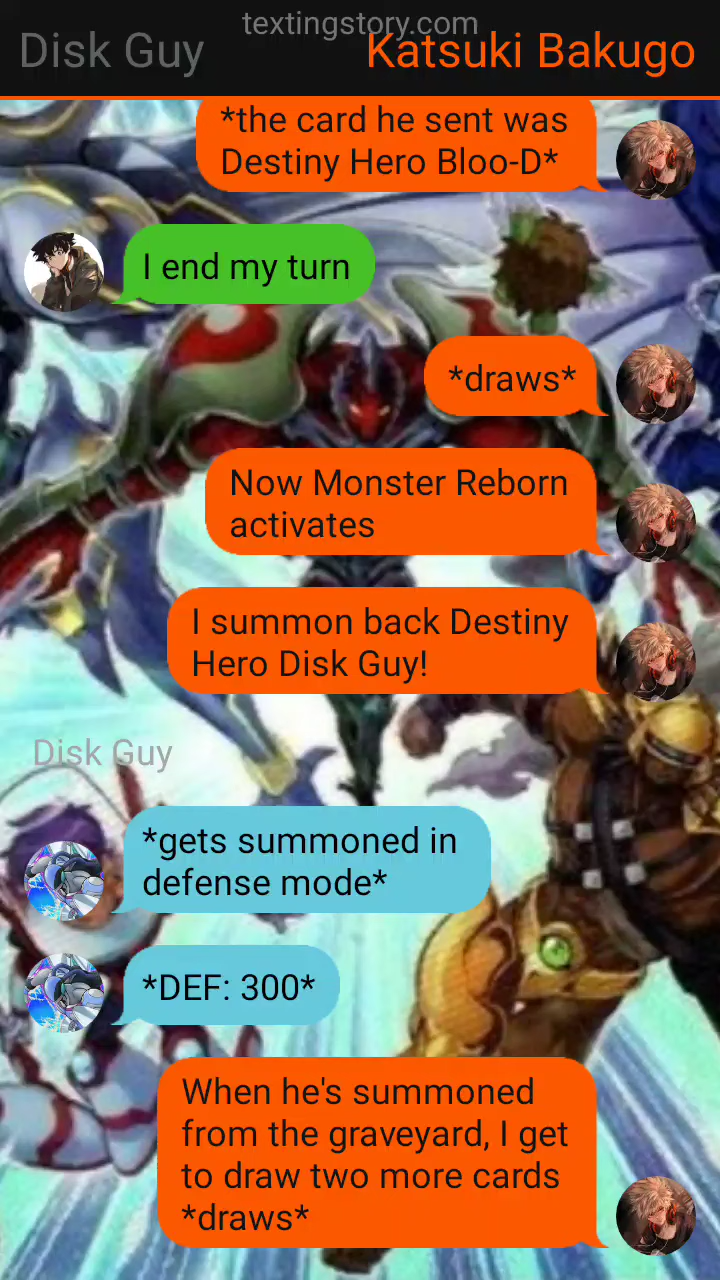 textingstory.com
Disk Guy
Katsuki Bakugo
*the card he sent was
Destiny Hero Bloo-D*
I end my turn
*draws*
Now Monster Reborn
activates
I summon back Destiny
Hero Disk Guy!
Disk Guy
*gets summoned in
defense mode*
*DEF: 300*
When he's summoned
from the graveyard, I get
to draw two more cards
*draws*